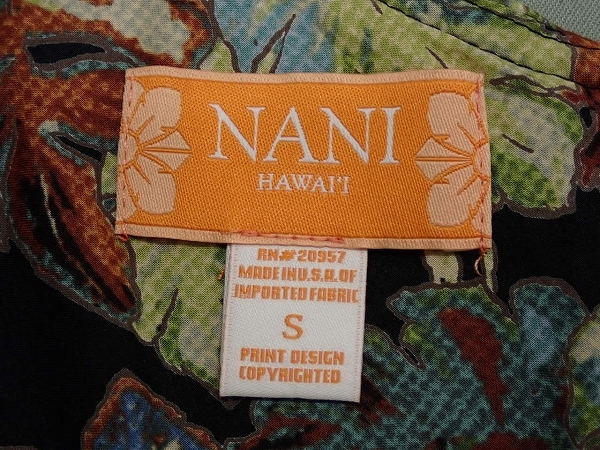 NANI
HAWAI'I
RN#20957
MADE IN U.S.A. OF
IMPORTED FABRIC
S
PRINT DESIGN
COPYRIGHTED